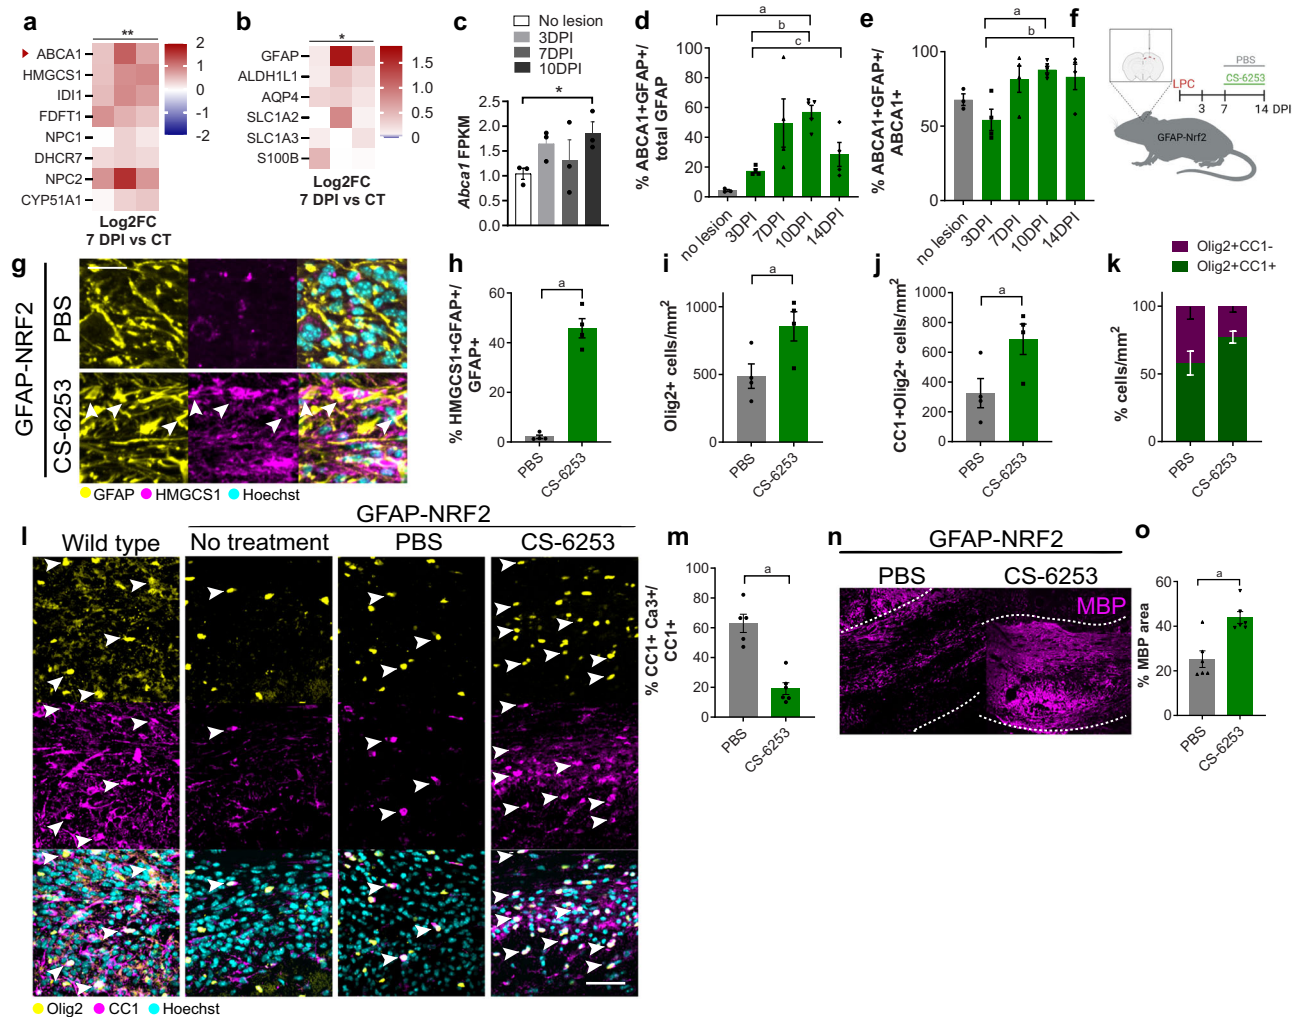 a
**
ABCA1
HMGCS1
IDI1
FDFT1
NPC1
DHCR7
NPC2
CYP51A1
2
1
0
-1
-2
Log2FC
7 DPI vs CT
b
*
GFAP
ALDH1L1
AQP4
SLC1A2
SLC1A3
S100B
1.5
1.0
0.5
0
Log2FC
7 DPI vs CT
c
No lesion
3DPI
7DPI
10DPI
*
Abca1 FPKM
2.5
2.0
1.5
1.0
0.5
0.0
d
a
b
c
% ABCA1+GFAP+/
total GFAP
100
80
60
40
20
0
no lesion
3DPI
7DPI
10DPI
14DPI
e
a
b
% ABCA1+GFAP+/
ABCA1+
100
50
0
no lesion
3DPI
7DPI
10DPI
14DPI
f
PBS
CS-6253
LPC
3
7
14
DPI
GFAP-Nrf2
g
GFAP-NRF2
PBS
CS-6253
GFAP
HMGCS1
Hoechst
h
a
% HMGCS1+GFAP+/
GFAP+
60
40
20
0
PBS
CS-6253
i
a
Olig2+ cells/mm²
1000
500
0
PBS
CS-6253
j
a
CC1+Olig2+ cells/mm²
1000
800
600
400
200
0
PBS
CS-6253
k
Olig2+CC1-
Olig2+CC1+
% cells/mm²
100
50
0
PBS
CS-6253
l
GFAP-NRF2
Wild type
No treatment
PBS
CS-6253
Olig2
CC1
Hoechst
m
a
% CC1+ Ca3+/
CC1+
100
80
60
40
20
0
PBS
CS-6253
n
GFAP-NRF2
PBS
CS-6253
MBP
o
a
% MBP area
60
40
20
0
PBS
CS-6253